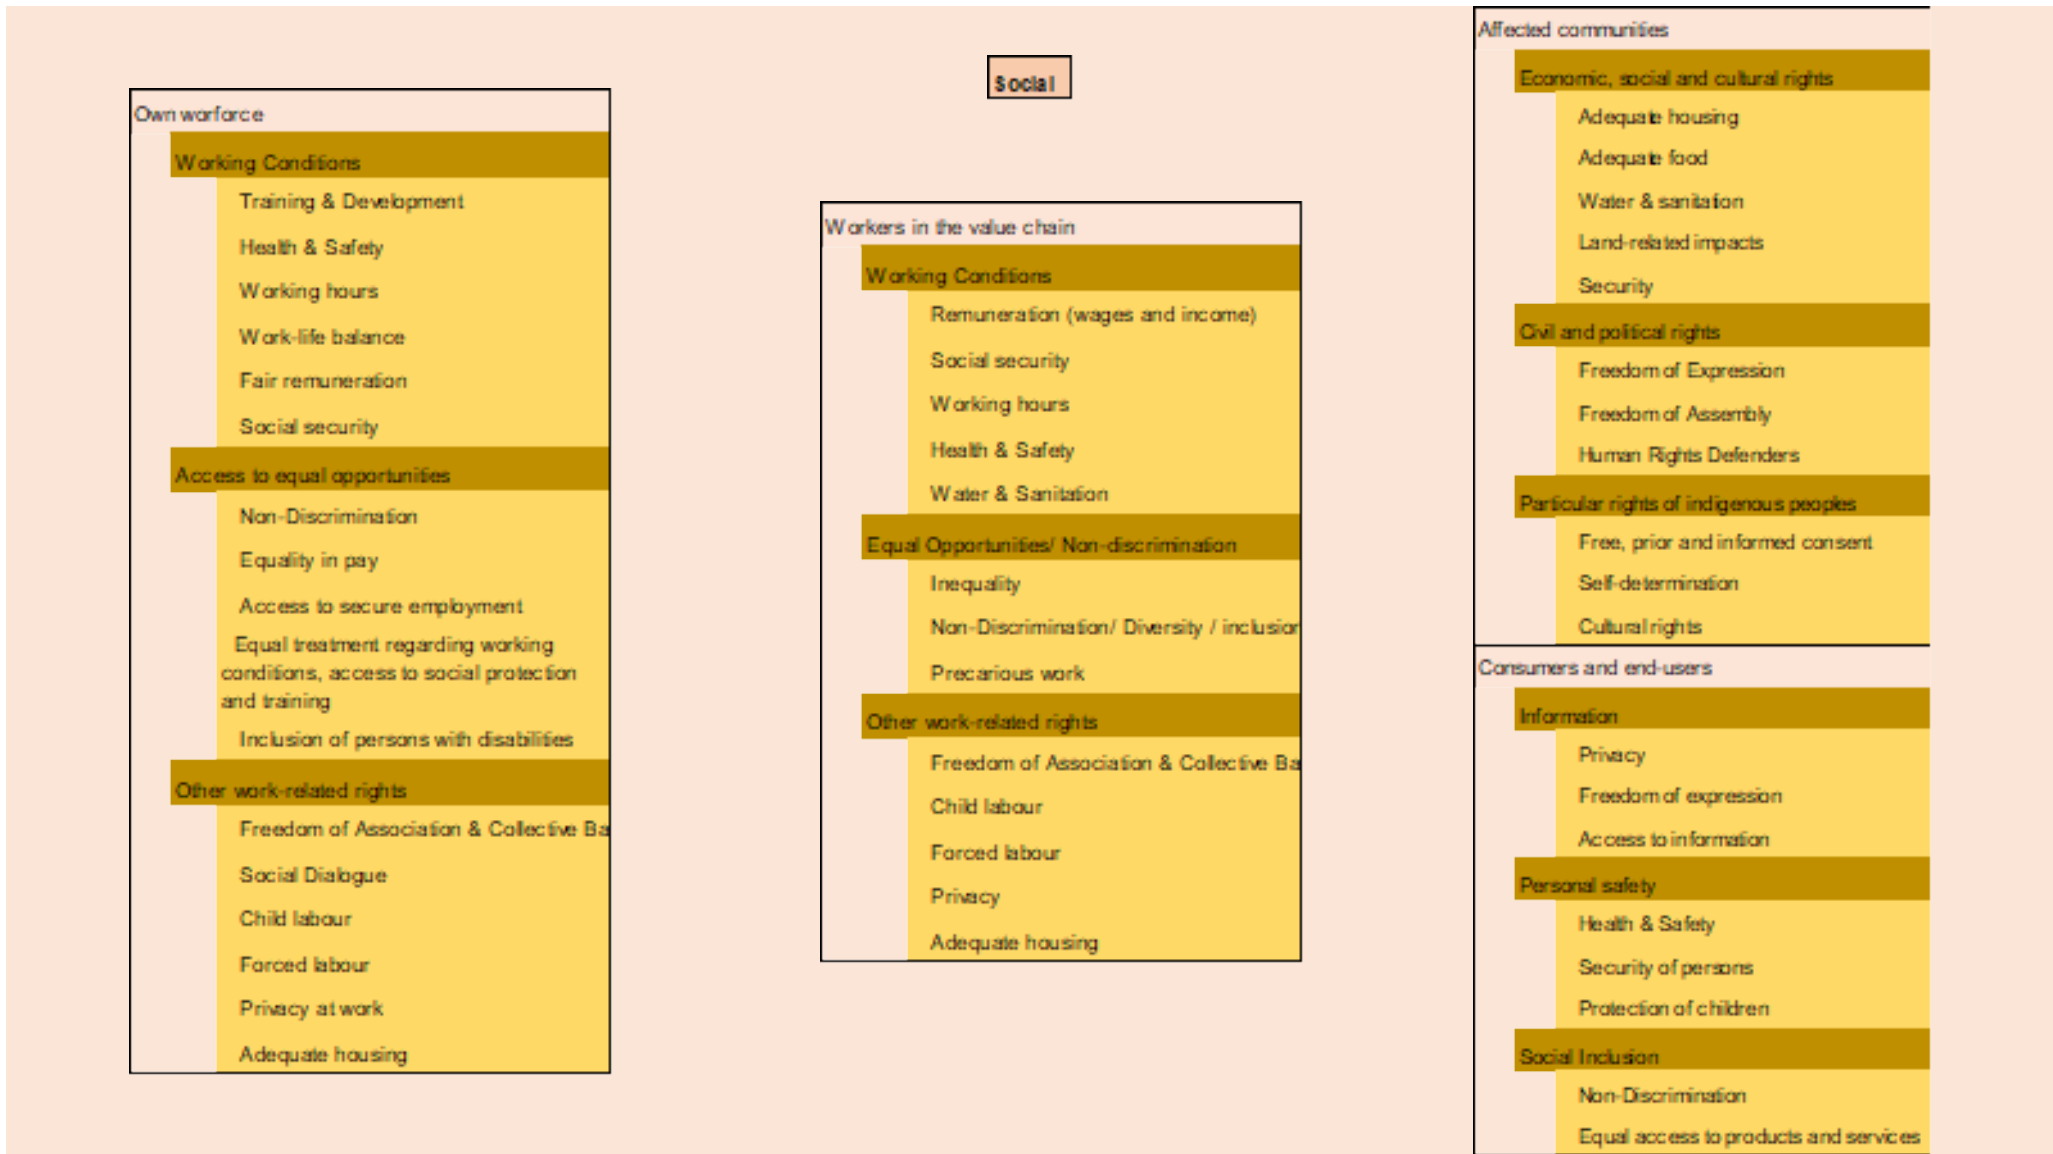 Social
Own worforce
Working Conditions
Training & Development
Health & Safety
Working hours
Work-life balance
Fair remuneration
Social security
Access to equal opportunities
Non-Discrimination
Equality in pay
Access to secure employment
Equal treatment regarding working
conditions, access to social protection
and training
Inclusion of persons with disabilities
Other work-related rights
Freedom of Association & Collective Ba
Social Dialogue
Child labour
Forced labour
Privacy at work
Adequate housing
Workers in the value chain
Working Conditions
Remuneration (wages and income)
Social security
Working hours
Health & Safety
Water & Sanitation
Equal Opportunities/ Non-discrimination
Inequality
Non-Discrimination/ Diversity / inclusion
Precarious work
Other work-related rights
Freedom of Association & Collective Ba
Child labour
Forced labour
Privacy
Adequate housing
Affected communities
Economic, social and cultural rights
Adequate housing
Adequate food
Water & sanitation
Land-related impacts
Security
Civil and political rights
Freedom of Expression
Freedom of Assembly
Human Rights Defenders
Particular rights of indigenous peoples
Free, prior and informed consent
Self-determination
Cultural rights
Consumers and end-users
Information
Privacy
Freedom of expression
Access to information
Personal safety
Health & Safety
Security of persons
Protection of children
Social Inclusion
Non-Discrimination
Equal access to products and services